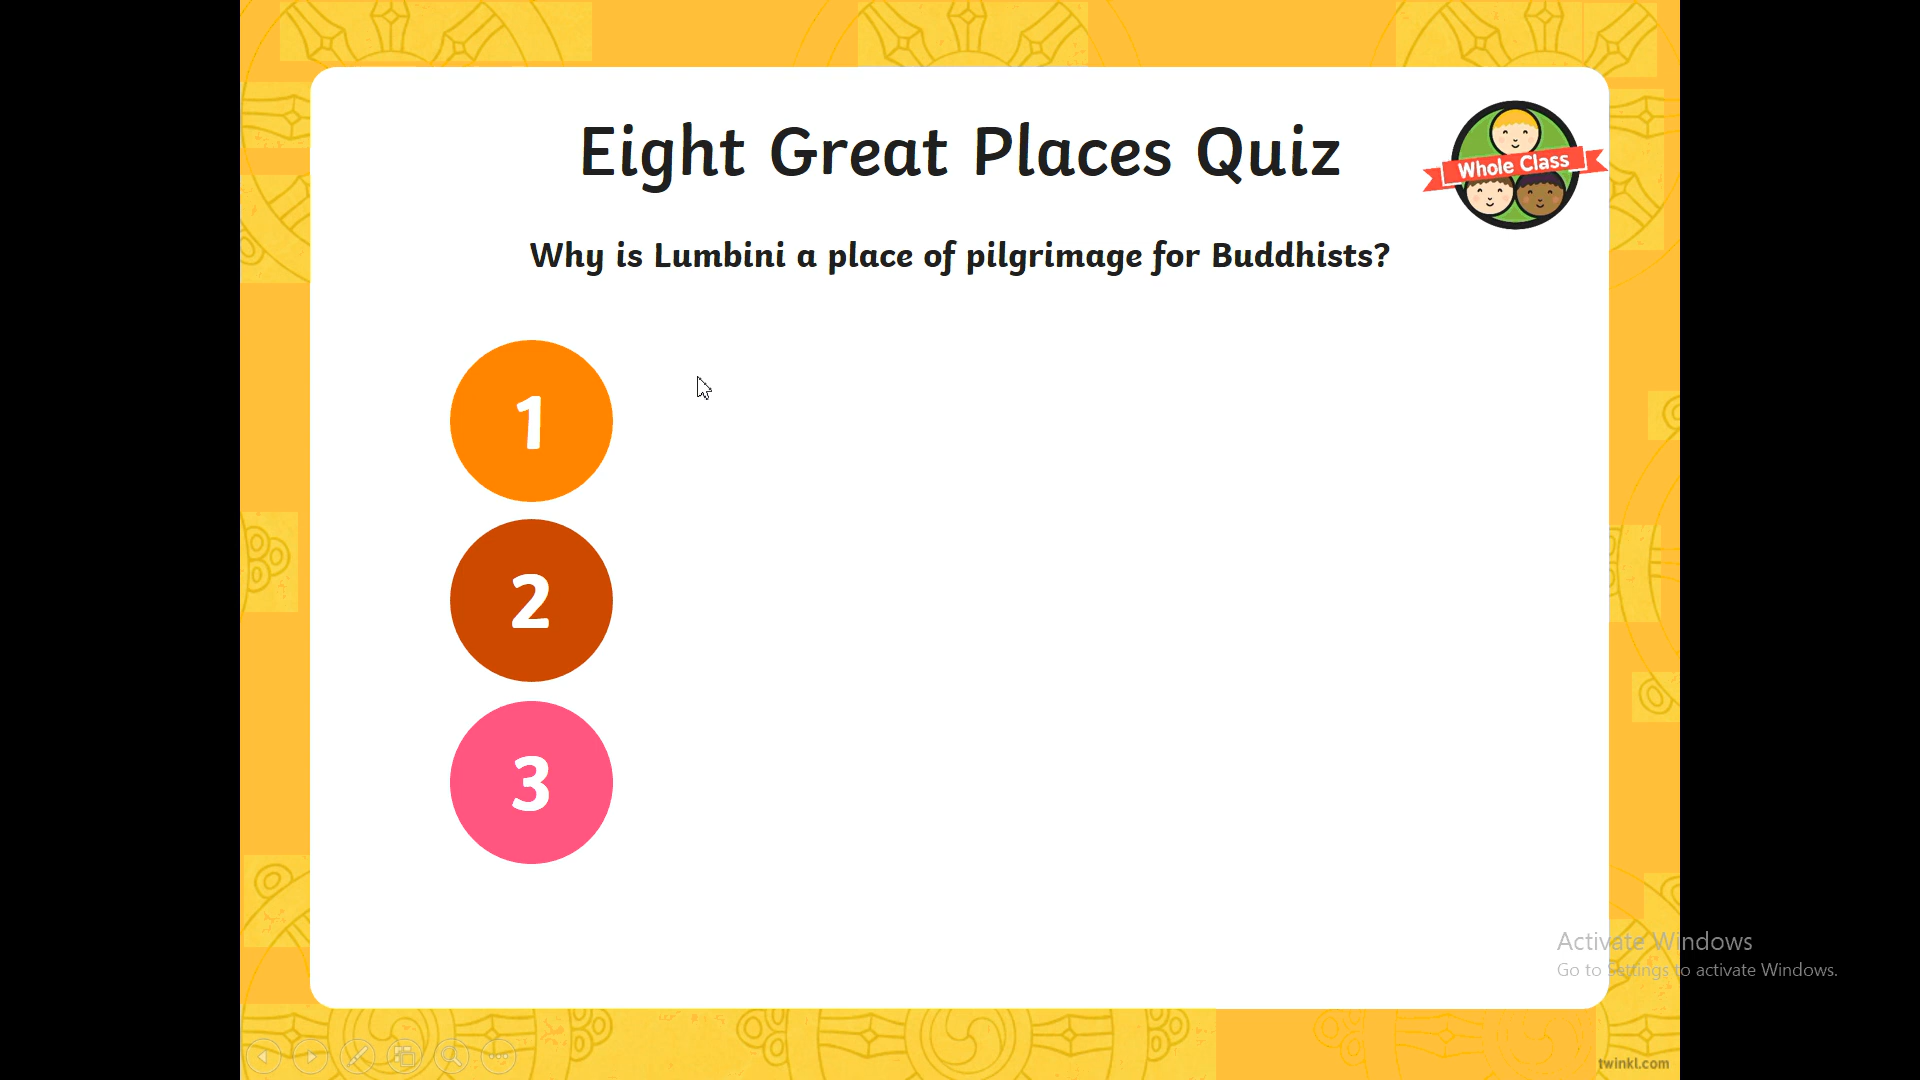 Eight Great Places Quiz
Whole Class
Why is Lumbini a place of pilgrimage for Buddhists?
1
2
3
Activate Windows
Go to Settings to activate Windows.
twinkl.com